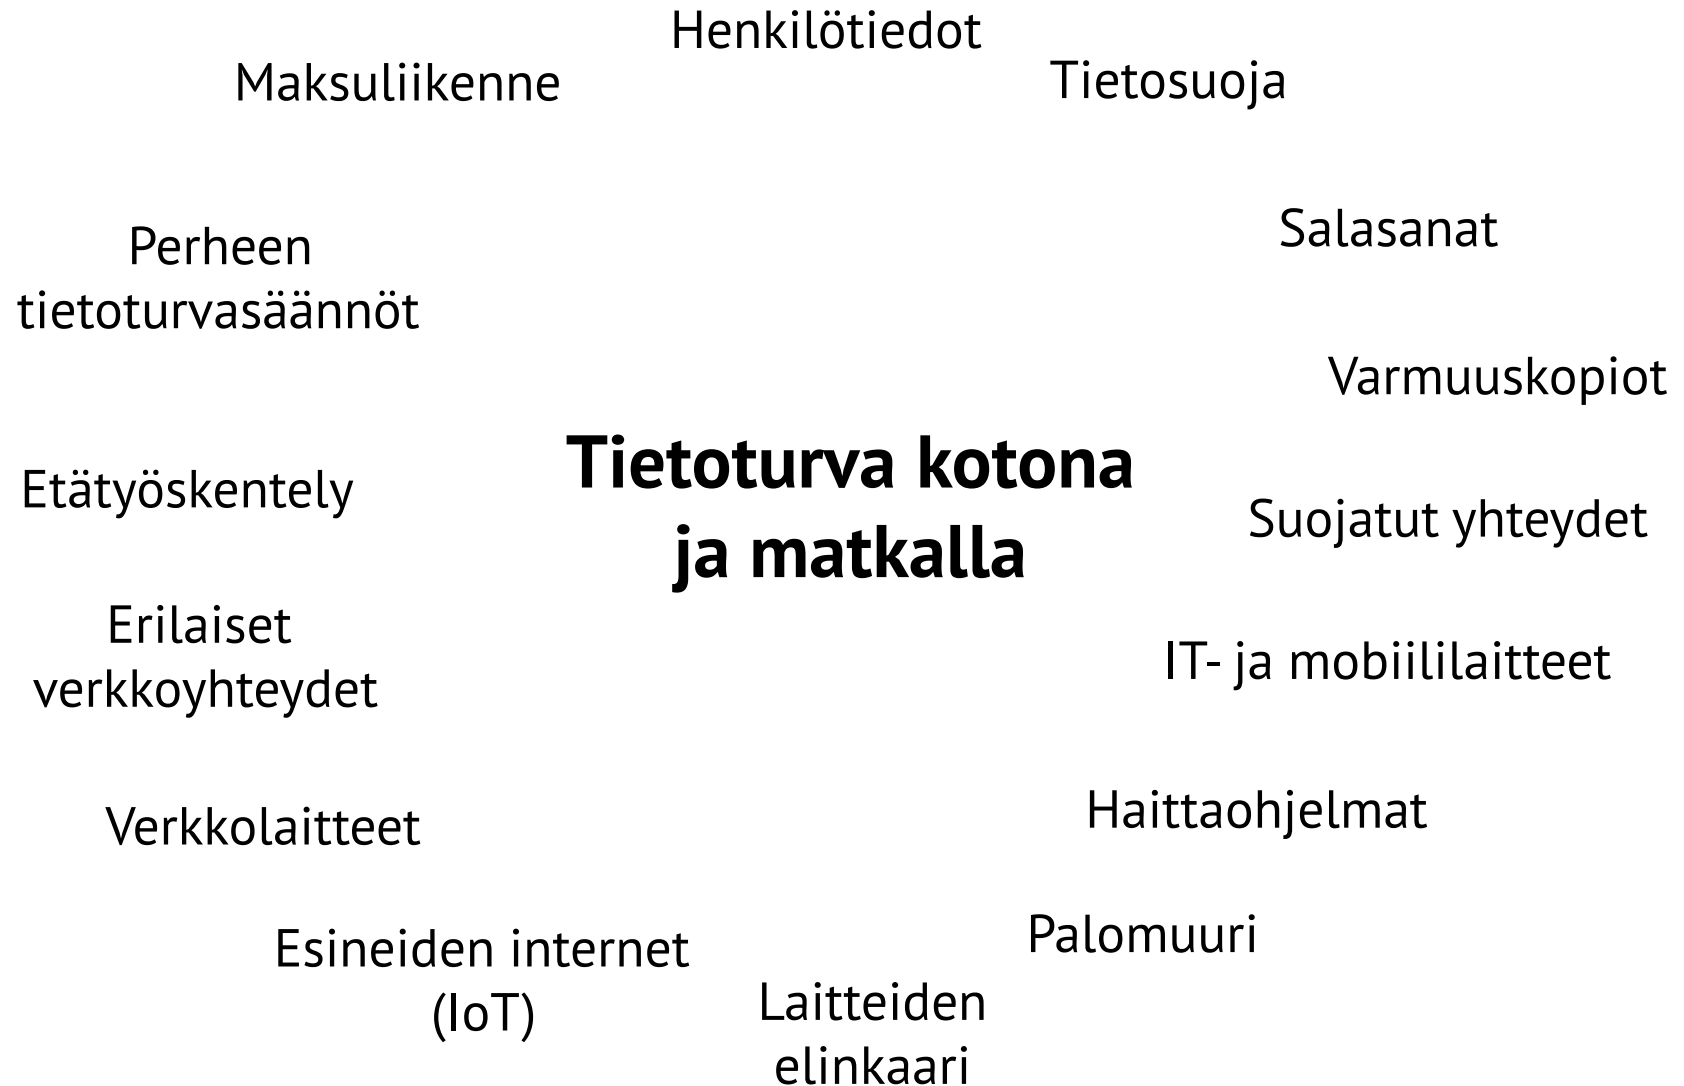 Henkilötiedot
Maksuliikenne
Tietosuoja
Salasanat
Perheen
tietoturvasäännöt
Varmuuskopiot
Tietoturva kotona
ja matkalla
Etätyöskentely
Suojatut yhteydet
Erilaiset
verkkoyhteydet
IT- ja mobiililaitteet
Verkkolaitteet
Haittaohjelmat
Palomuuri
Esineiden internet
(IoT)
Laitteiden
elinkaari